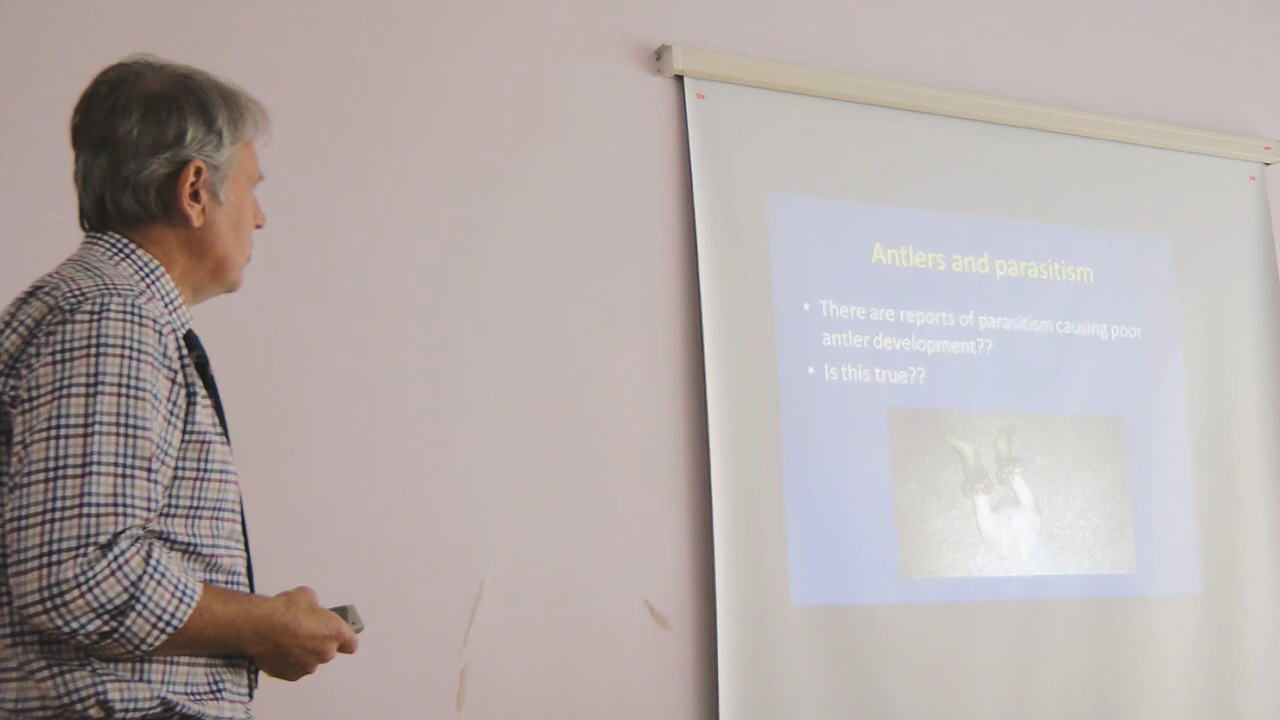 Antlers and parasitism
• There are reports of parasitism causing poor
antler development??
• Is this true??